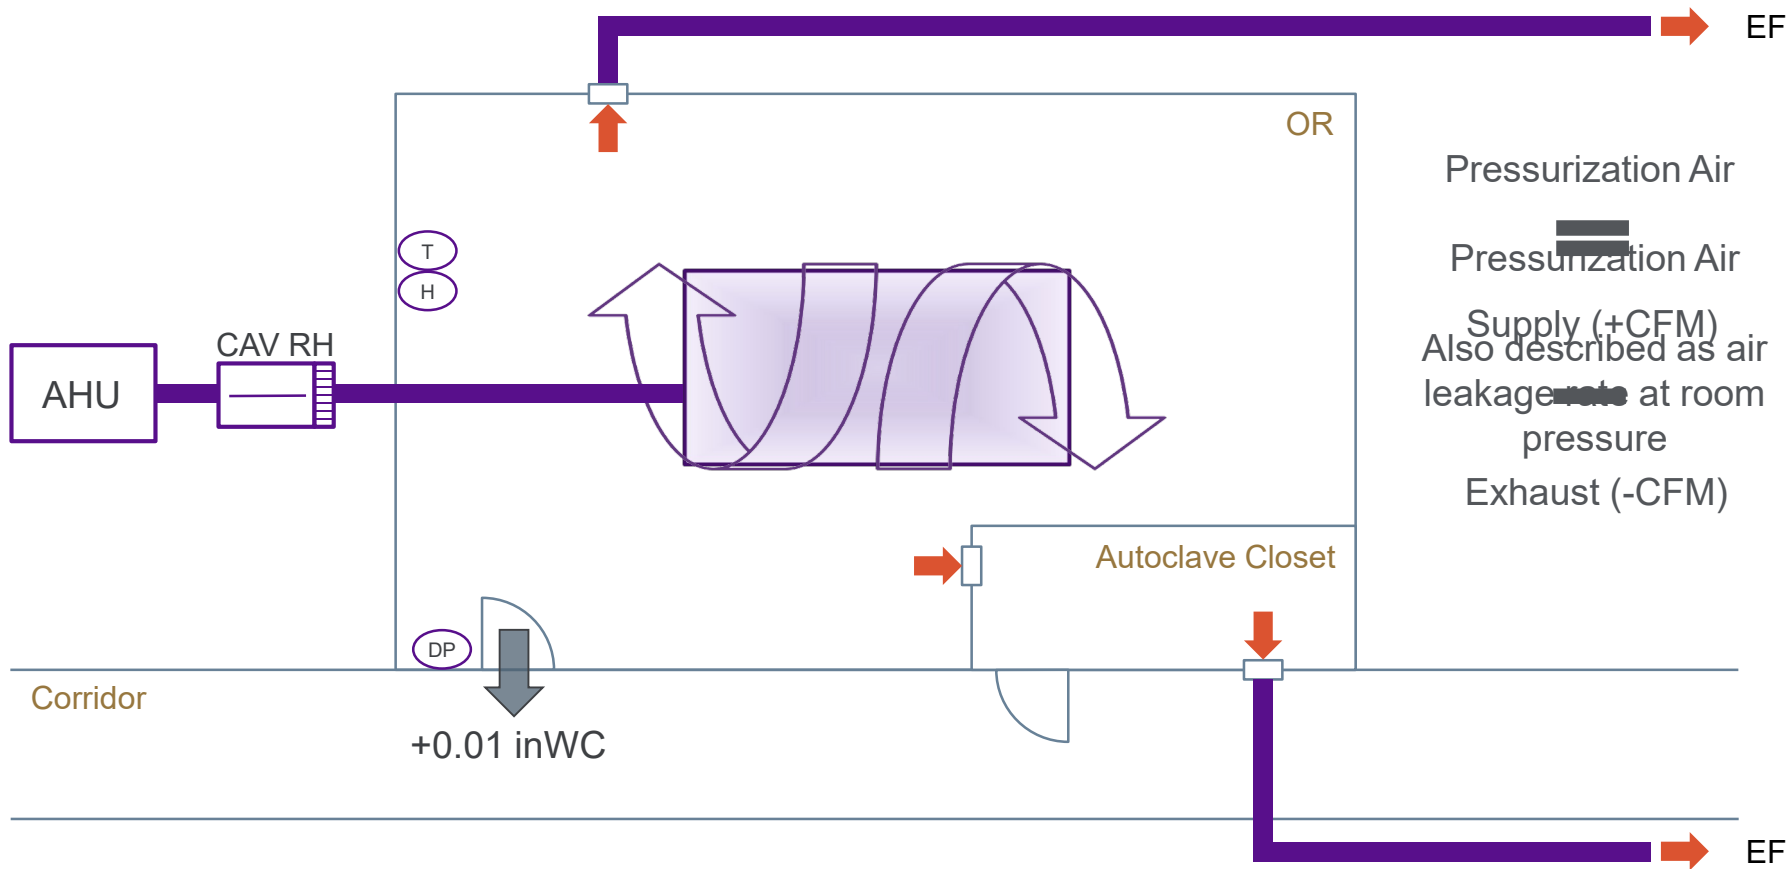 EF
OR
Pressurization Air
Pressurization Air
Supply (+CFM)
Also described as air
leakage rate at room
pressure
Exhaust (-CFM)
T
H
CAV RH
AHU
Autoclave Closet
DP
Corridor
+0.01 inWC
EF